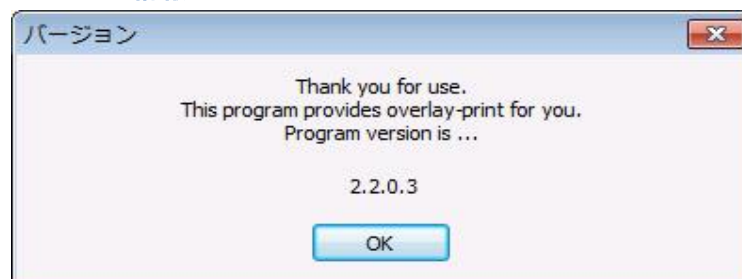 バージョン
Thank you for use.
This program provides overlay-print for you.
Program version is ...
2.2.0.3
OK